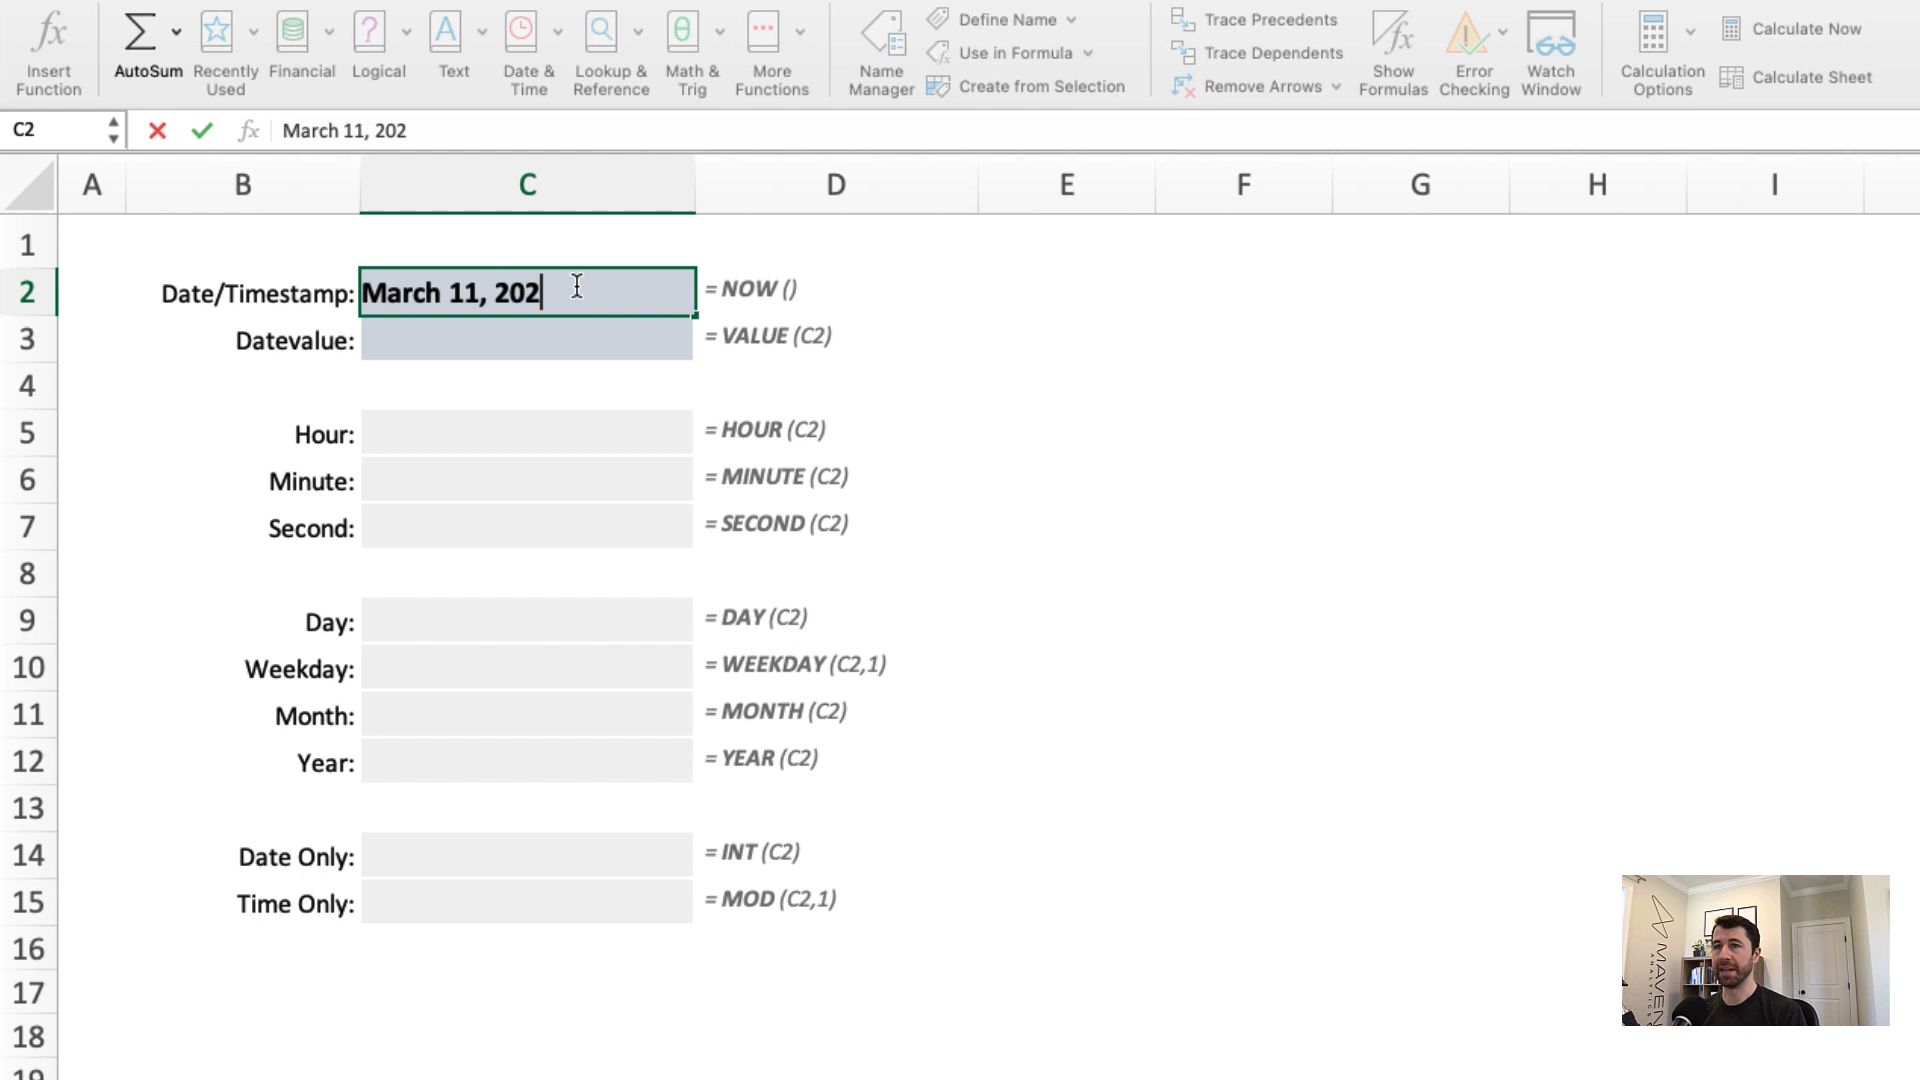 Insert Function
AutoSum
Recently Used
Financial
Logical
Text
Date & Time
Lookup & Reference
Math & Trig
More Functions
Name Manager
Define Name
Use in Formula
Create from Selection
Trace Precedents
Trace Dependents
Remove Arrows
Show Formulas
Error Checking
Watch Window
Calculation Options
Calculate Now
Calculate Sheet
C2 fx March 11, 202
A B C D E F G H I
1
2 Date/Timestamp: March 11, 202 = NOW ()
3 Datevalue: = VALUE (C2)
4
5 Hour: = HOUR (C2)
6 Minute: = MINUTE (C2)
7 Second: = SECOND (C2)
8
9 Day: = DAY (C2)
10 Weekday: = WEEKDAY (C2,1)
11 Month: = MONTH (C2)
12 Year: = YEAR (C2)
13
14 Date Only: = INT (C2)
15 Time Only: = MOD (C2,1)
16
17
18
19
MAVEN
ANALYTICS